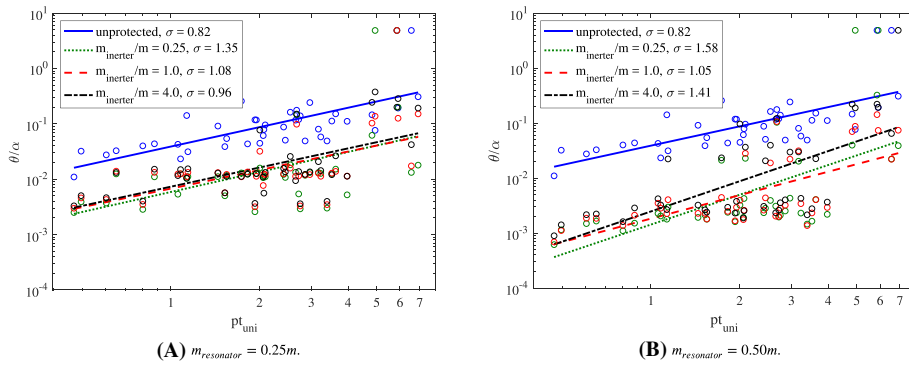 unprotected, σ = 0.82
m_inerter/m = 0.25, σ = 1.35
m_inerter/m = 1.0, σ = 1.08
m_inerter/m = 4.0, σ = 0.96
10^1
10^0
10^-1
10^-2
10^-3
10^-4
θ/α
1 2 3 4 5 6 7
pt_uni
(A) m_resonator = 0.25m.
unprotected, σ = 0.82
m_inerter/m = 0.25, σ = 1.58
m_inerter/m = 1.0, σ = 1.05
m_inerter/m = 4.0, σ = 1.41
10^1
10^0
10^-1
10^-2
10^-3
10^-4
θ/α
1 2 3 4 5 6 7
pt_uni
(B) m_resonator = 0.50m.